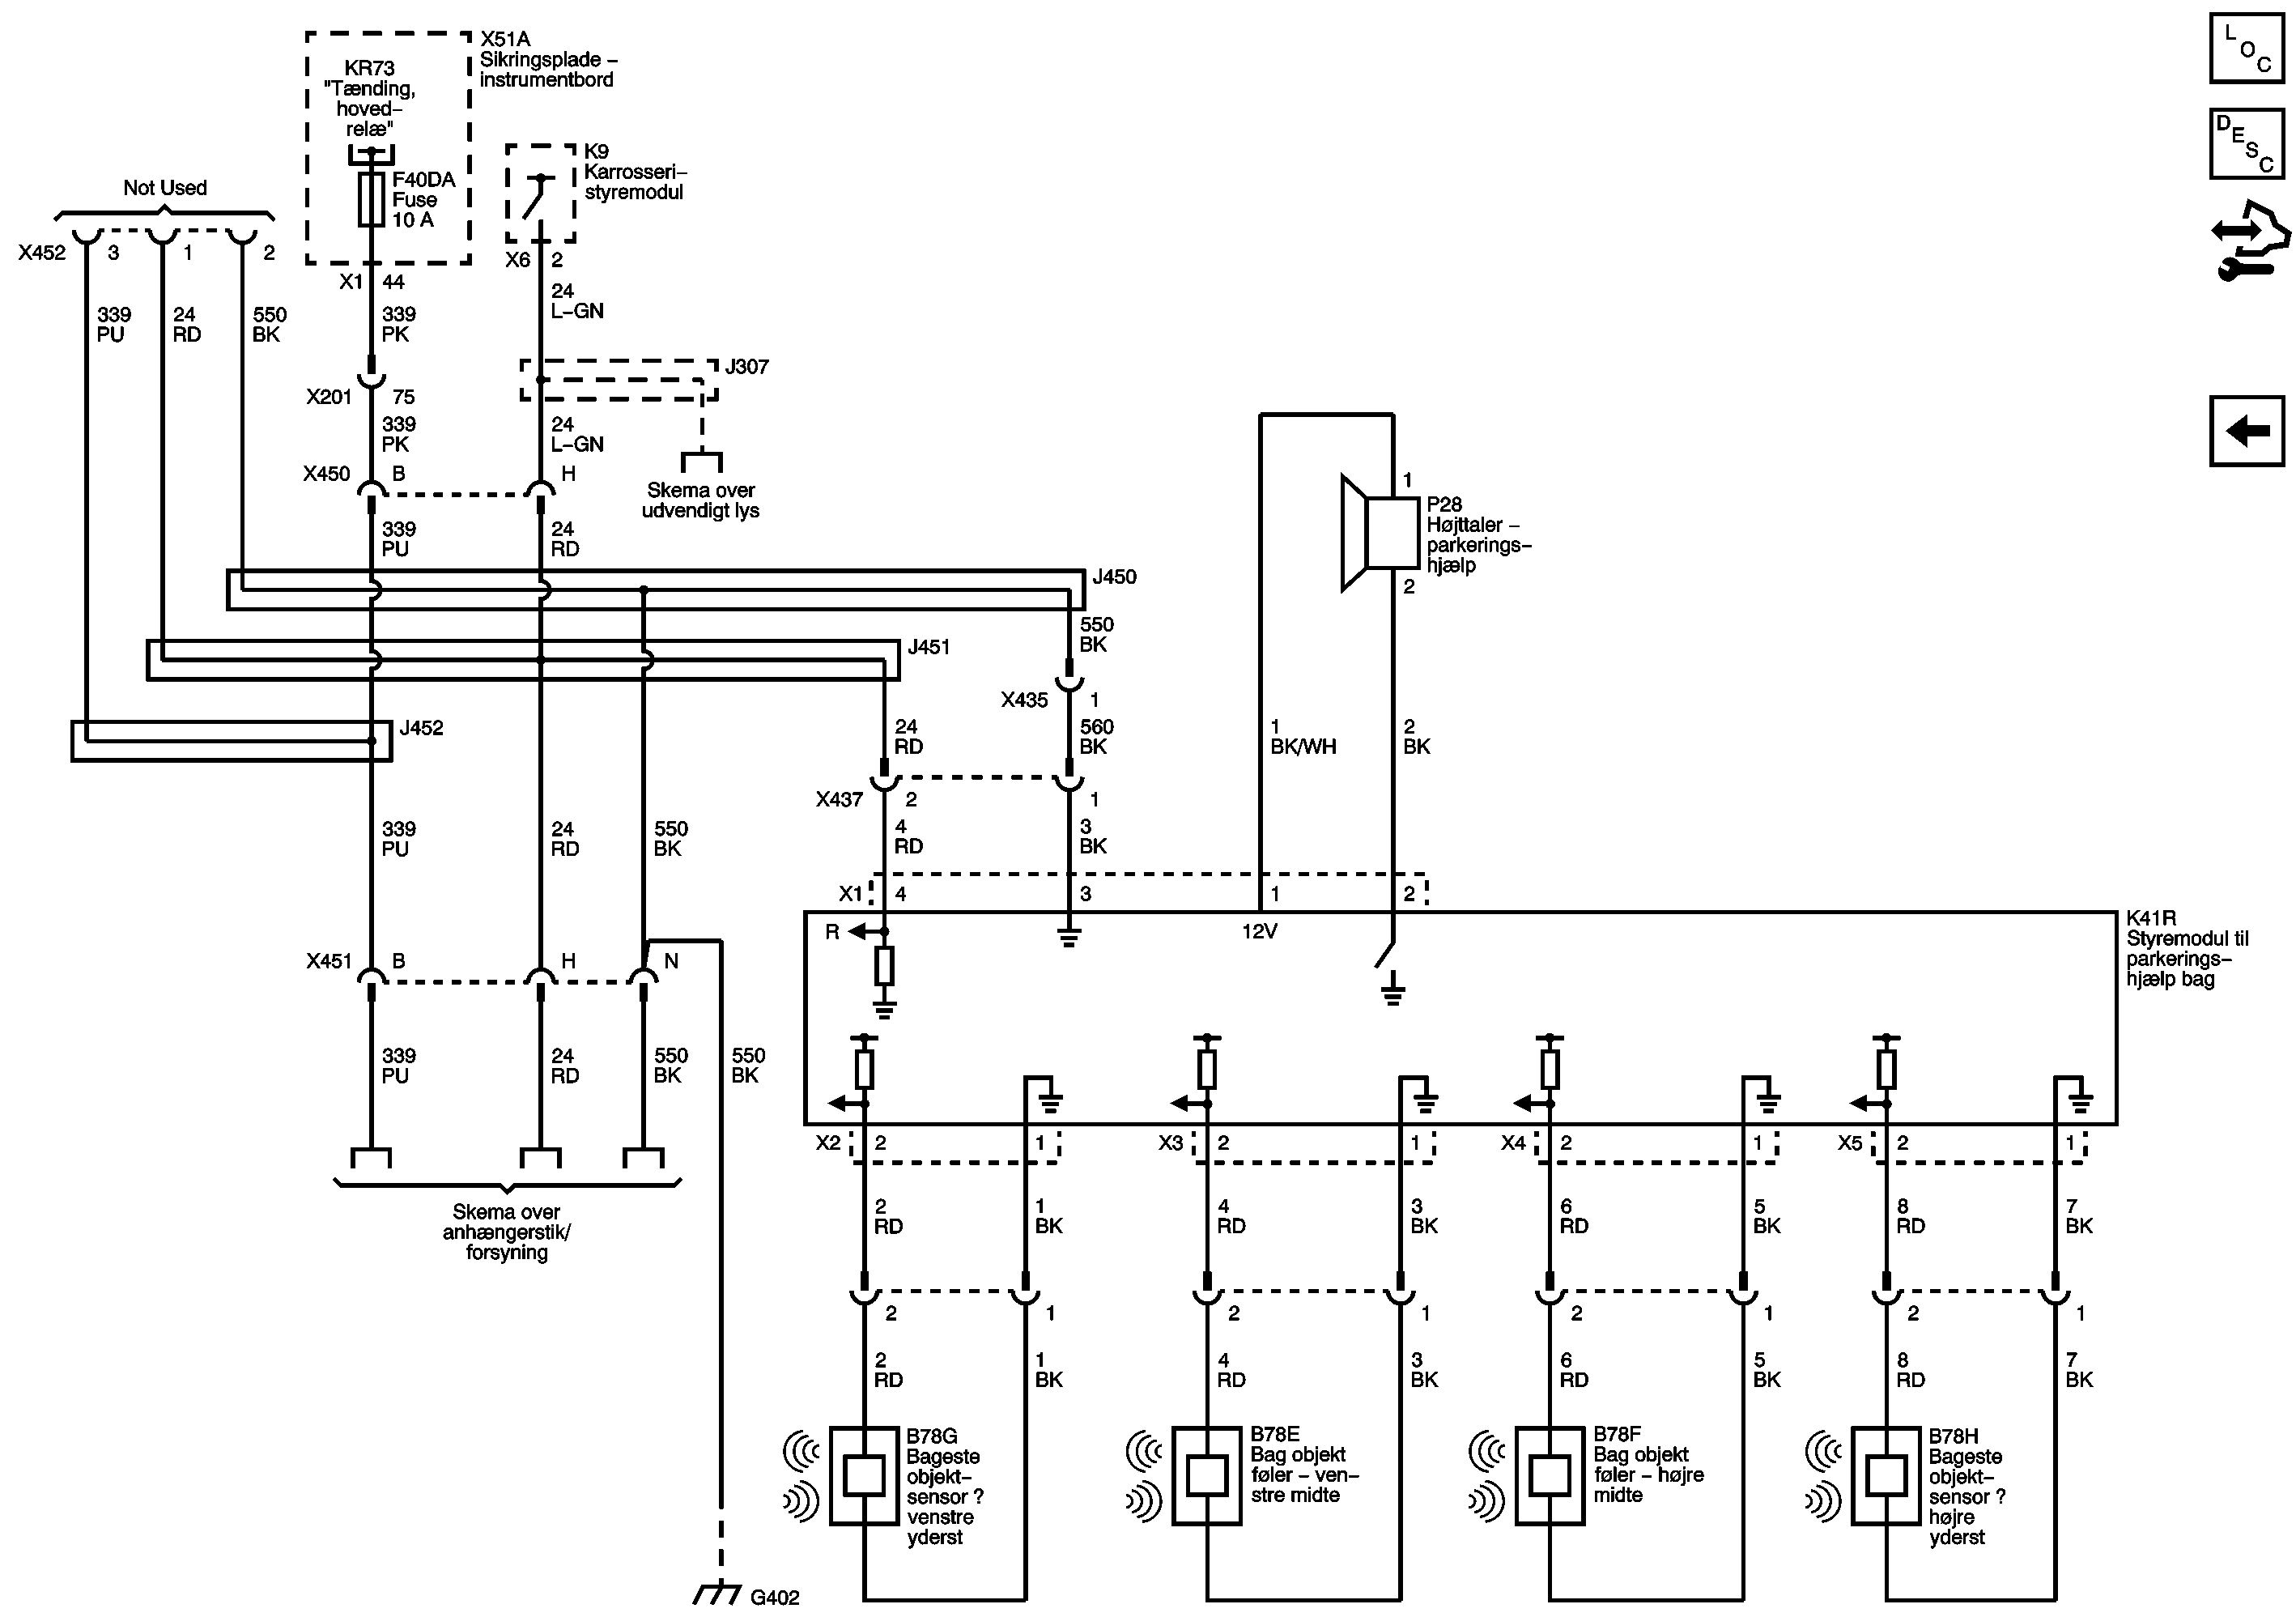 L
O
C
D
E
S
C
X51A
Sikringsplade –
instrumentbord
KR73
"Tænding,
hoved–
relæ"
F40DA
Fuse
10 A
X1 44
K9
Karrosseri–
styremodul
X6 2
Not Used
X452 3 1 2
339
PU
24
RD
550
BK
339
PK
24
L–GN
J307
X201 75
339
PK
24
L–GN
X450 B H
Skema over
udvendigt lys
339
PU
24
RD
1
P28
Højttaler –
parkerings–
hjælp
2
J450
550
BK
J451
X435 1
J452
24
RD
560
BK
1
BK/WH
2
BK
X437 2 1
339
PU
24
RD
550
BK
4
RD
3
BK
X1 4 3 1 2
R
12V
K41R
Styremodul til
parkerings–
hjælp bag
X451 B H N
339
PU
24
RD
550
BK
550
BK
X2 2 1
X3 2 1
X4 2 1
X5 2 1
Skema over
anhængerstik/
forsyning
2
RD
1
BK
4
RD
3
BK
6
RD
5
BK
8
RD
7
BK
2 1 2 1 2 1 2 1
2
RD
1
BK
4
RD
3
BK
6
RD
5
BK
8
RD
7
BK
B78G
Bageste
objekt–
sensor ?
venstre
yderst
B78E
Bag objekt
føler – ven–
stre midte
B78F
Bag objekt
føler – højre
midte
B78H
Bageste
objekt–
sensor ?
højre
yderst
G402